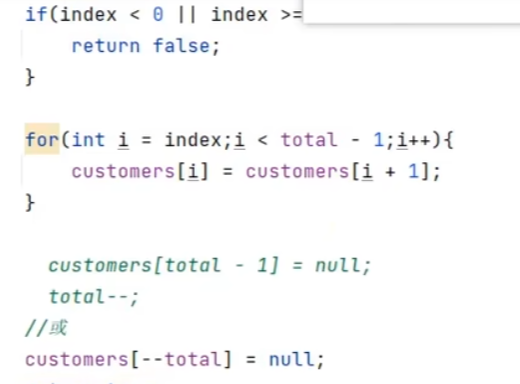 if(index < 0 || index >=
return false;
}
for(int i = index;i < total - 1;i++){
customers[i] = customers[i + 1];
}
customers[total - 1] = null;
total--;
//或
customers[--total] = null;